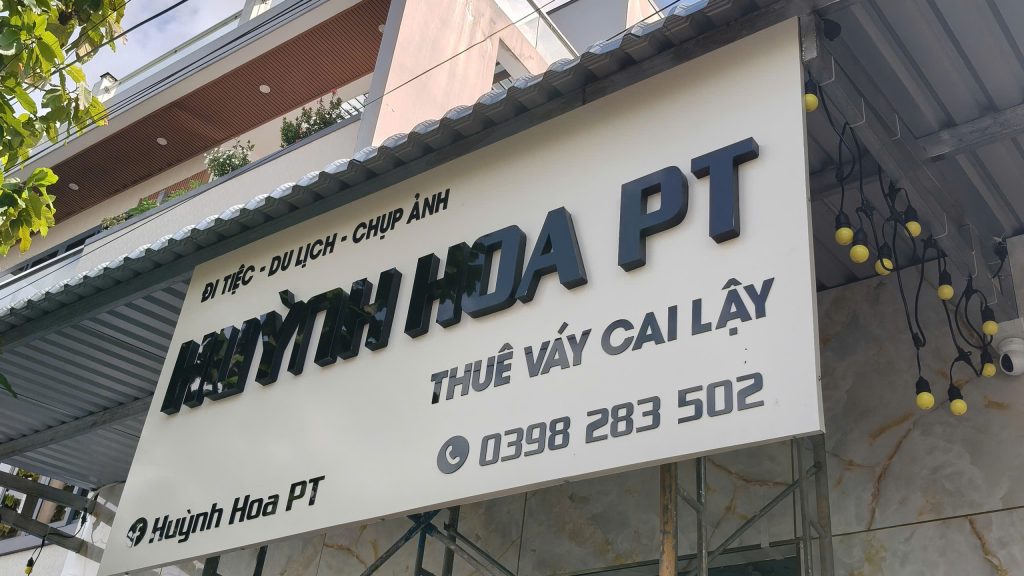 ĐI TIỆC - DU LỊCH - CHỤP ẢNH
HUỲNH HOA PT
THUÊ VÁY CAI LẬY
0398 283 502
Huỳnh Hoa PT